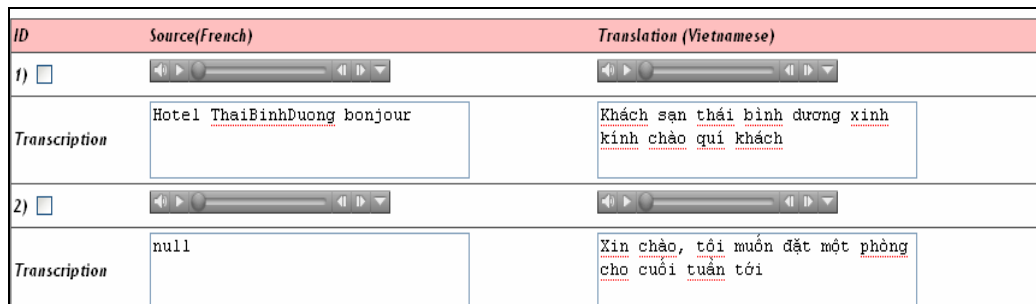 ID Source(French) Translation (Vietnamese)
1)
Transcription Hotel ThaiBinhDuong bonjour Khách sạn thái bình dương xinh
kính chào quí khách
2)
Transcription null Xin chào, tôi muốn đặt một phòng
cho cuối tuần tới